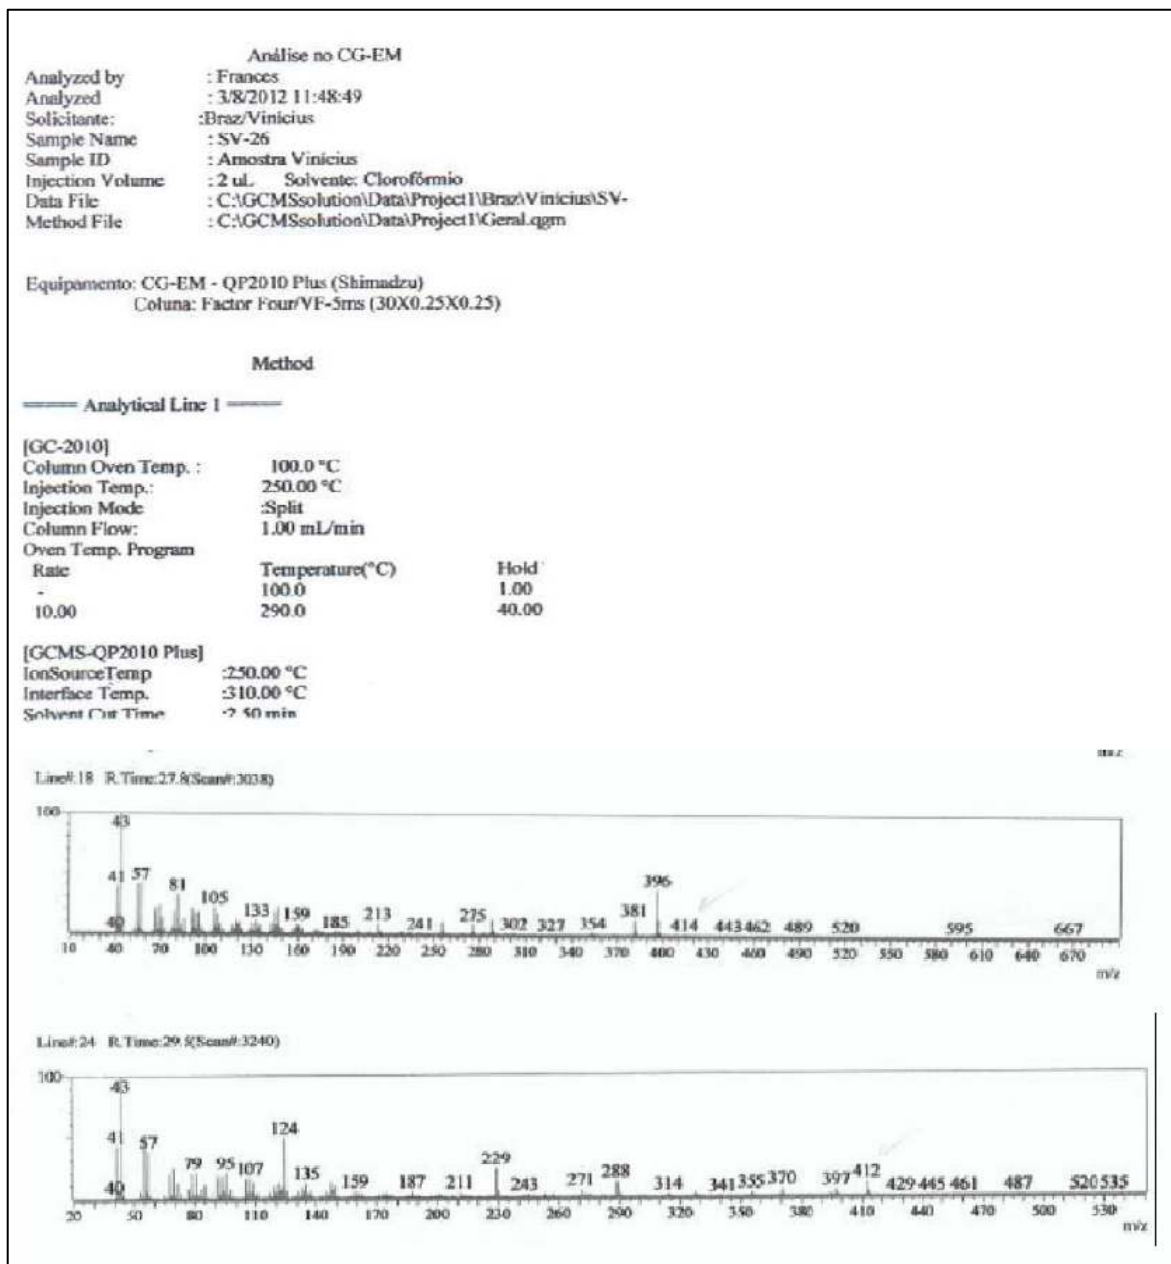 Análise no CG-EM
Analyzed by : Frances
Analyzed : 3/8/2012 11:48:49
Solicitante: :Braz/Vinicius
Sample Name : SV-26
Sample ID : Amostra Vinicius
Injection Volume : 2 uL Solvente: Clorofórmio
Data File : C:\GCMSsolution\Data\Project1\Braz\Vinicius\SV-
Method File : C:\GCMSsolution\Data\Project1\Geral.qgm
Equipamento: CG-EM - QP2010 Plus (Shimadzu)
Coluna: Factor Four/VF-5ms (30X0.25X0.25)
Method
===== Analytical Line 1 =====
[GC-2010]
Column Oven Temp. : 100.0 °C
Injection Temp.: 250.00 °C
Injection Mode :Split
Column Flow: 1.00 mL/min
Oven Temp. Program
Rate Temperature(°C) Hold
- 100.0 1.00
10.00 290.0 40.00
[GCMS-QP2010 Plus]
IonSourceTemp :250.00 °C
Interface Temp. :310.00 °C
Solvent Cut Time :2.50 min
m/z
Line#:18 R.Time:27.8(Scan#:3038)
100
43
396
41 57 81 105
381
40 133 159 185 213 241 275 302 327 354 414 443 462 489 520 595 667
10 40 70 100 130 160 190 220 250 280 310 340 370 400 430 460 490 520 550 580 610 640 670
m/z
Line#:24 R.Time:29.5(Scan#:3240)
100
43
124
41 57
79 95 107 135 229 288 412
40 159 187 211 243 271 314 341 355 370 397 429 445 461 487 520 535
20 50 80 110 140 170 200 230 260 290 320 350 380 410 440 470 500 530
m/z